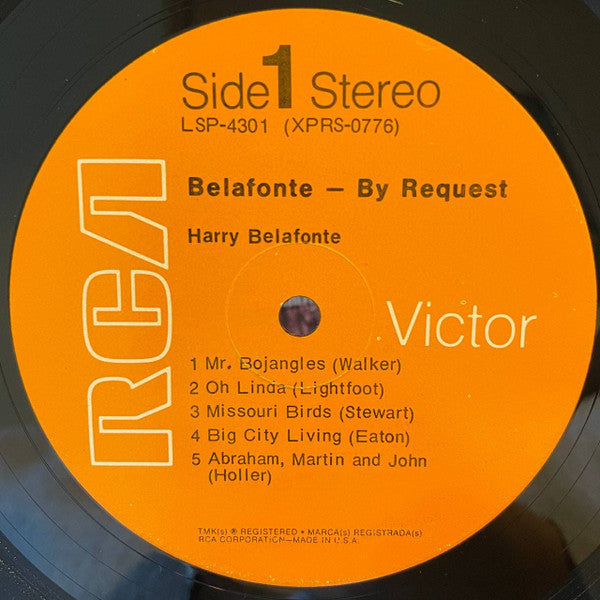 Side 1 Stereo
LSP-4301 (XPRS-0776)
Belafonte – By Request
Harry Belafonte
RCA
Victor
1 Mr. Bojangles (Walker)
2 Oh Linda (Lightfoot)
3 Missouri Birds (Stewart)
4 Big City Living (Eaton)
5 Abraham, Martin and John
(Holler)
TMK(s) ® REGISTERED • MARCA(s) REGISTRADA(s)
RCA CORPORATION—MADE IN U.S.A.